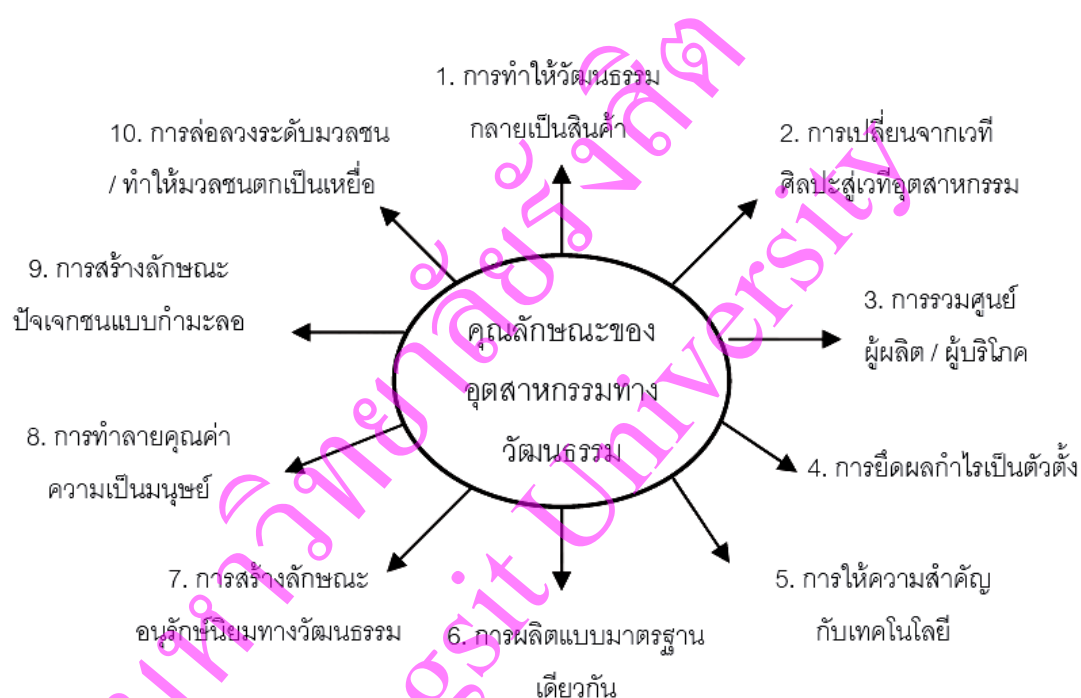 1. การทำให้วัฒนธรรม
กลายเป็นสินค้า
2. การเปลี่ยนจากเวที
ศิลปะสู่เวทีอุตสาหกรรม
3. การรวมศูนย์
ผู้ผลิต / ผู้บริโภค
4. การยึดผลกำไรเป็นตัวตั้ง
5. การให้ความสำคัญ
กับเทคโนโลยี
6. การผลิตแบบมาตรฐาน
เดียวกัน
7. การสร้างลักษณะ
อนุรักษ์นิยมทางวัฒนธรรม
8. การทำลายคุณค่า
ความเป็นมนุษย์
9. การสร้างลักษณะ
ปัจเจกชนแบบกำมะลอ
10. การล่อลวงระดับมวลชน
/ ทำให้มวลชนตกเป็นเหยื่อ
คุณลักษณะของ
อุตสาหกรรมทาง
วัฒนธรรม
มหาวิทยาลัยรังสิต
ngsit University